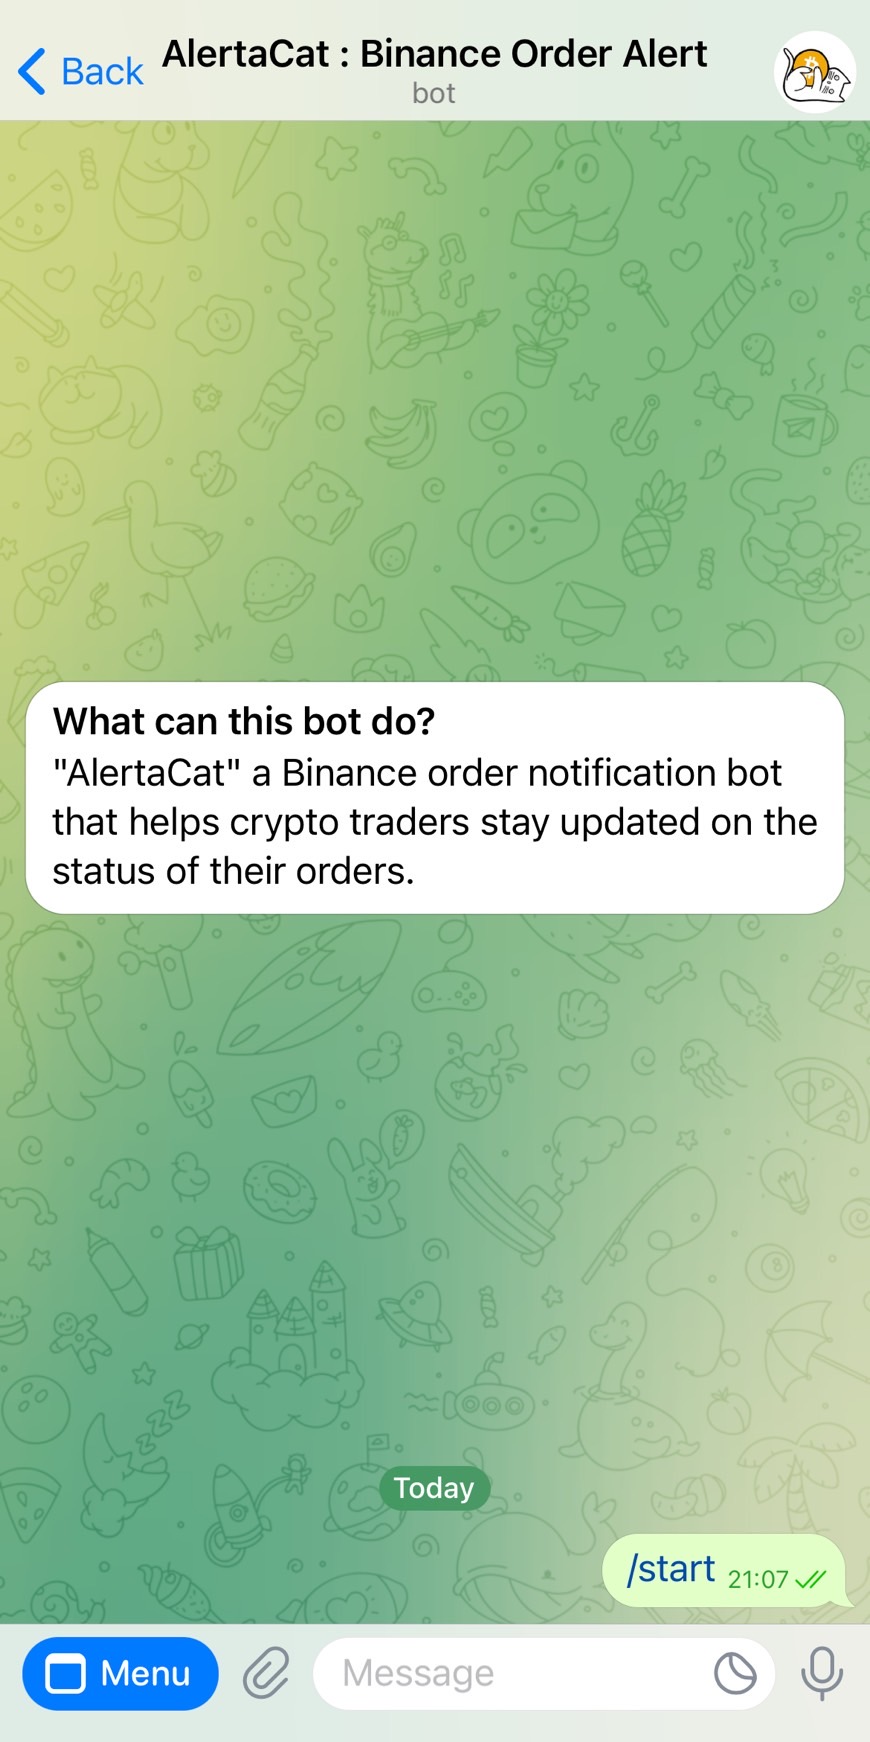 Back
AlertaCat : Binance Order Alert
bot
What can this bot do?
"AlertaCat" a Binance order notification bot
that helps crypto traders stay updated on the
status of their orders.
Today
/start 21:07
Menu
Message